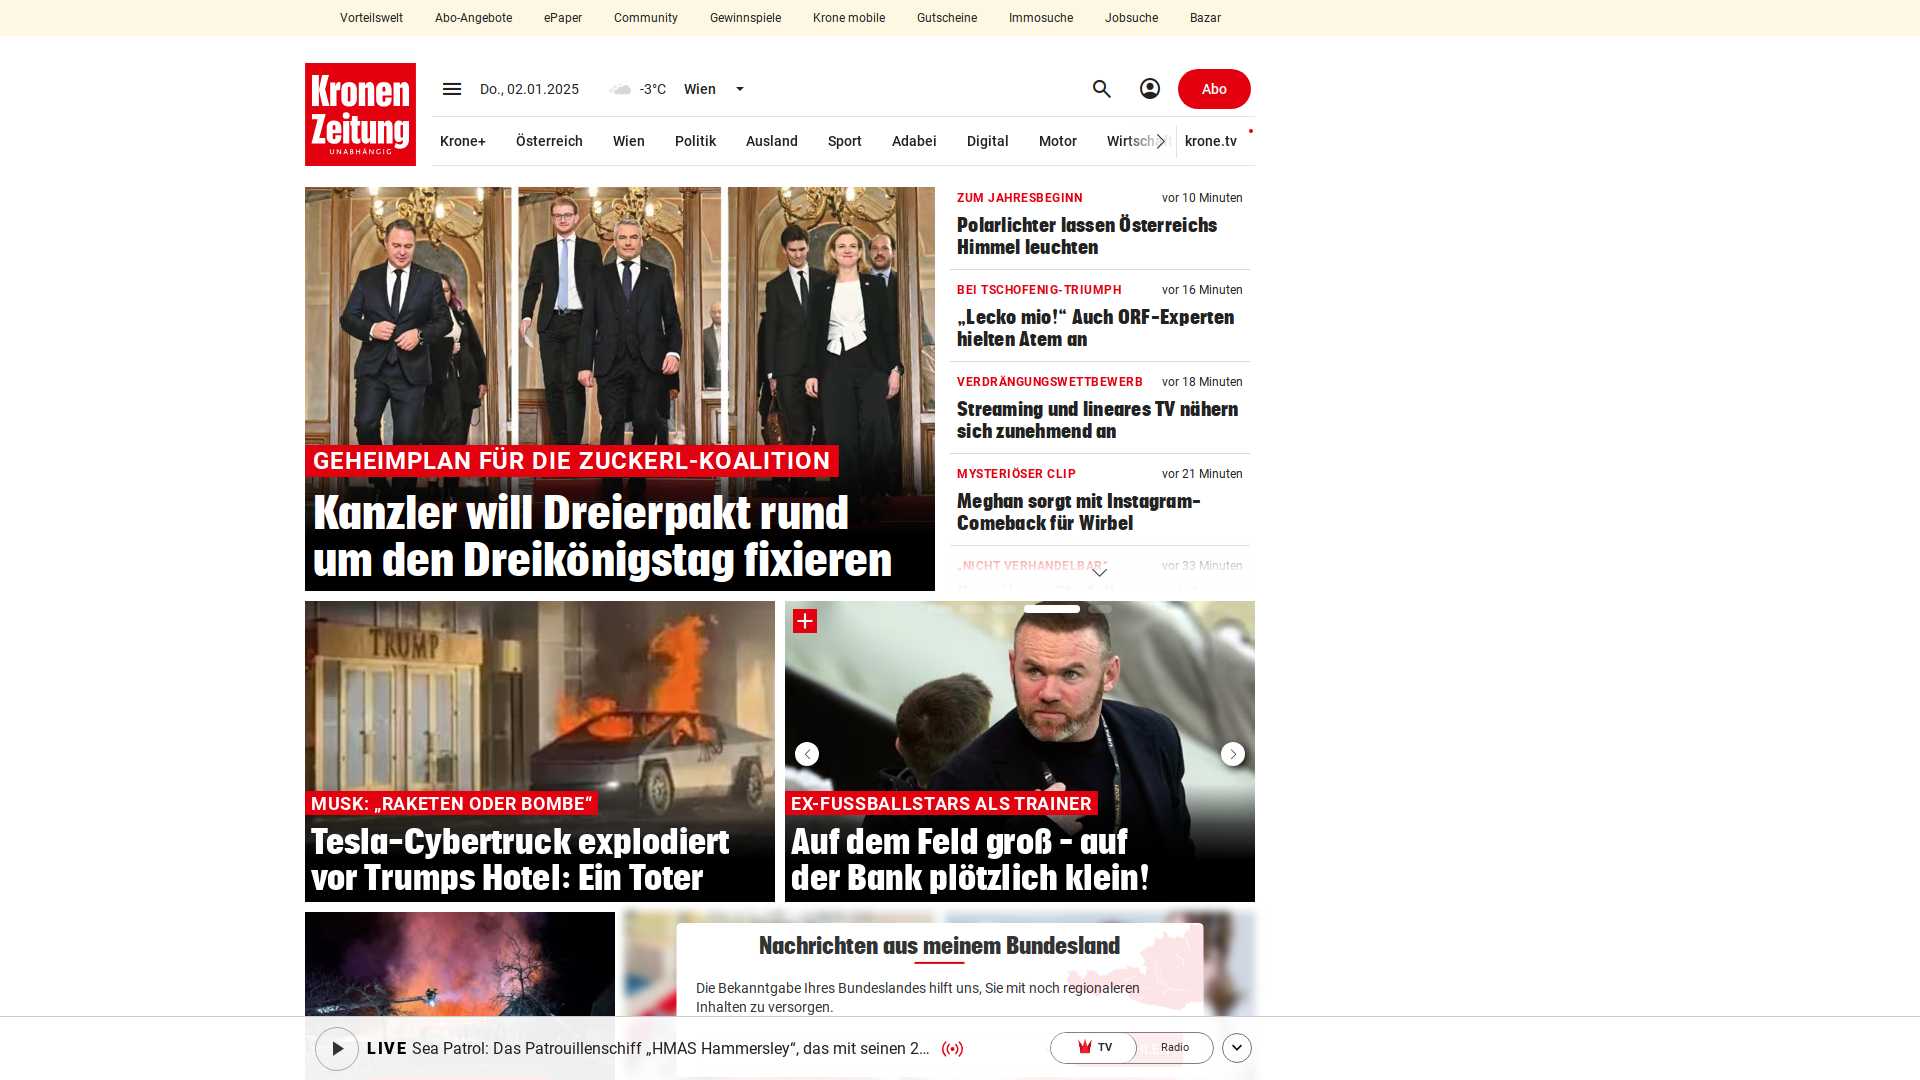 Vorteilswelt Abo-Angebote ePaper Community Gewinnspiele Krone mobile Gutscheine Immosuche Jobsuche Bazar
Kronen
Zeitung
UNABHÄNGIG
Do., 02.01.2025 -3°C Wien
Abo
Krone+ Österreich Wien Politik Ausland Sport Adabei Digital Motor Wirtschaft krone.tv
GEHEIMPLAN FÜR DIE ZUCKERL-KOALITION
Kanzler will Dreierpakt rund
um den Dreikönigstag fixieren
ZUM JAHRESBEGINN vor 10 Minuten
Polarlichter lassen Österreichs
Himmel leuchten
BEI TSCHOFENIG-TRIUMPH vor 16 Minuten
„Lecko mio!“ Auch ORF-Experten
hielten Atem an
VERDRÄNGUNGSWETTBEWERB vor 18 Minuten
Streaming und lineares TV nähern
sich zunehmend an
MYSTERIÖSER CLIP vor 21 Minuten
Meghan sorgt mit Instagram-
Comeback für Wirbel
„NICHT VERHANDELBAR“ vor 33 Minuten
TRUMP
MUSK: „RAKETEN ODER BOMBE“
Tesla-Cybertruck explodiert
vor Trumps Hotel: Ein Toter
EX-FUSSBALLSTARS ALS TRAINER
Auf dem Feld groß - auf
der Bank plötzlich klein!
Nachrichten aus meinem Bundesland
Die Bekanntgabe Ihres Bundeslandes hilft uns, Sie mit noch regionaleren
Inhalten zu versorgen.
LIVE Sea Patrol: Das Patrouillenschiff „HMAS Hammersley“, das mit seinen 2...
TV Radio